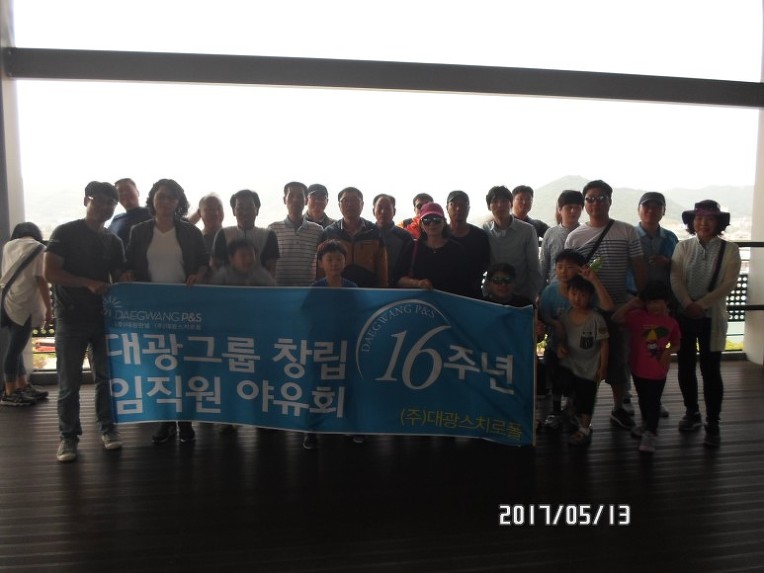 DAEGWANG P&S
대광그룹 창립
임직원 야유회
DAEGWANG P&S
16주년
(주)대광스치로폴
2017/05/13